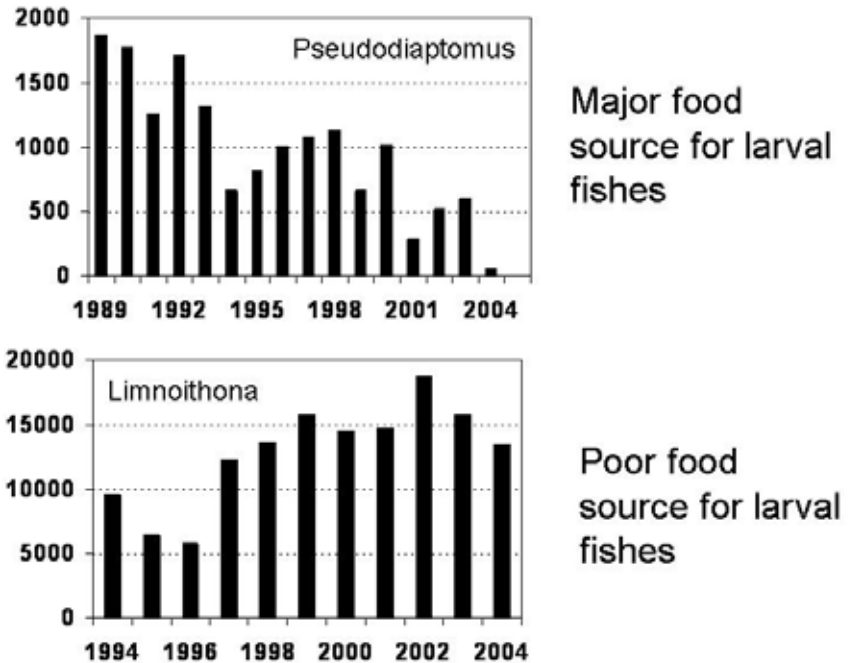 2000
Pseudodiaptomus
1500
1000
500
0
1989 1992 1995 1998 2001 2004
Major food
source for larval
fishes
20000
Limnoithona
15000
10000
5000
0
1994 1996 1998 2000 2002 2004
Poor food
source for larval
fishes